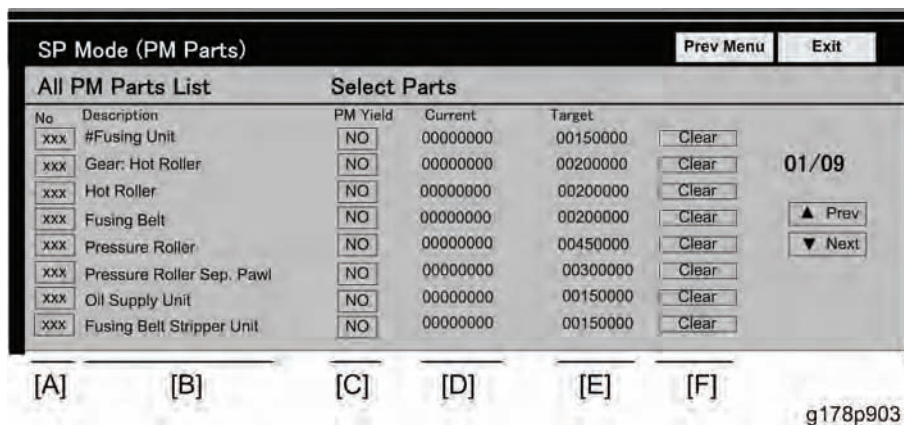 SP Mode (PM Parts) Prev Menu Exit
All PM Parts List Select Parts
No Description PM Yield Current Target
xxx #Fusing Unit NO 00000000 00150000 Clear
xxx Gear: Hot Roller NO 00000000 00200000 Clear 01/09
xxx Hot Roller NO 00000000 00200000 Clear
xxx Fusing Belt NO 00000000 00200000 Clear ▲ Prev
xxx Pressure Roller NO 00000000 00450000 Clear ▼ Next
xxx Pressure Roller Sep. Pawl NO 00000000 00300000 Clear
xxx Oil Supply Unit NO 00000000 00150000 Clear
xxx Fusing Belt Stripper Unit NO 00000000 00150000 Clear
[A] [B] [C] [D] [E] [F]
g178p903